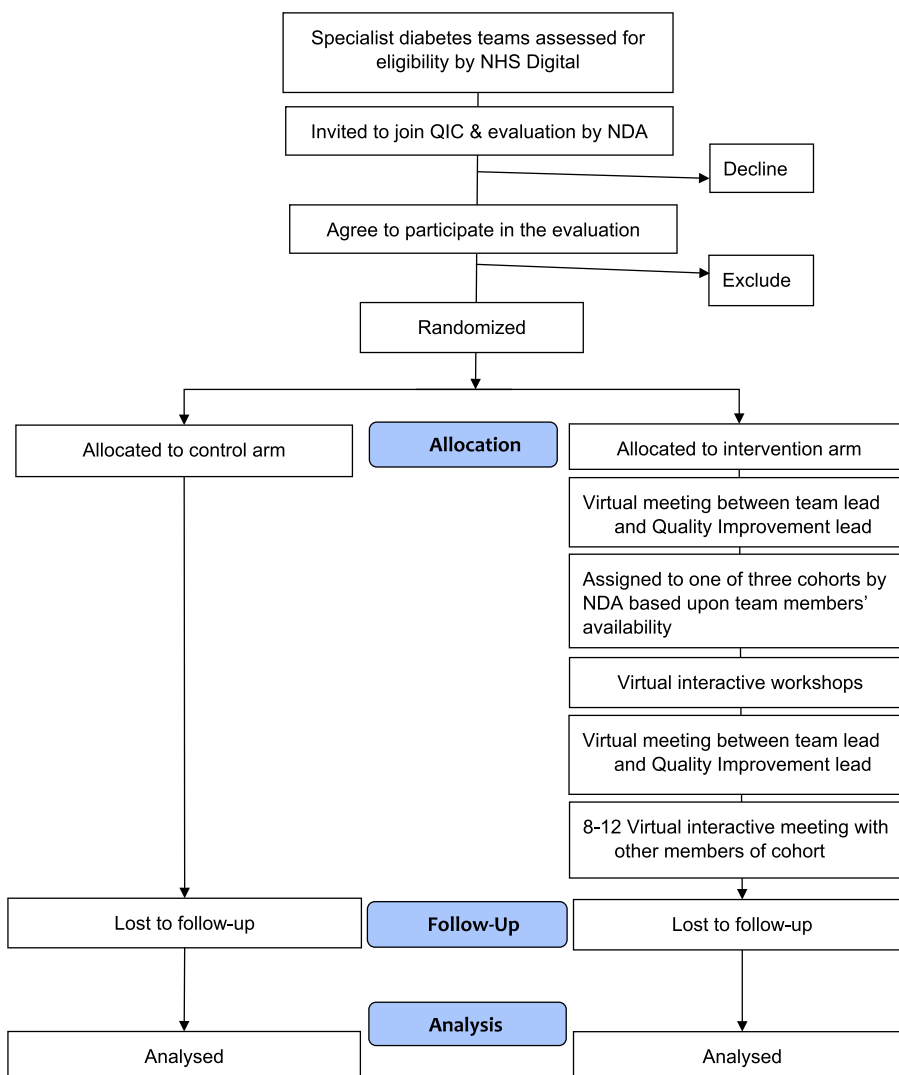 Specialist diabetes teams assessed for
eligibility by NHS Digital
Invited to join QIC & evaluation by NDA
Decline
Agree to participate in the evaluation
Exclude
Randomized
Allocated to control arm
Allocation
Allocated to intervention arm
Virtual meeting between team lead
and Quality Improvement lead
Assigned to one of three cohorts by
NDA based upon team members’
availability
Virtual interactive workshops
Virtual meeting between team lead
and Quality Improvement lead
8-12 Virtual interactive meeting with
other members of cohort
Lost to follow-up
Follow-Up
Lost to follow-up
Analysis
Analysed
Analysed